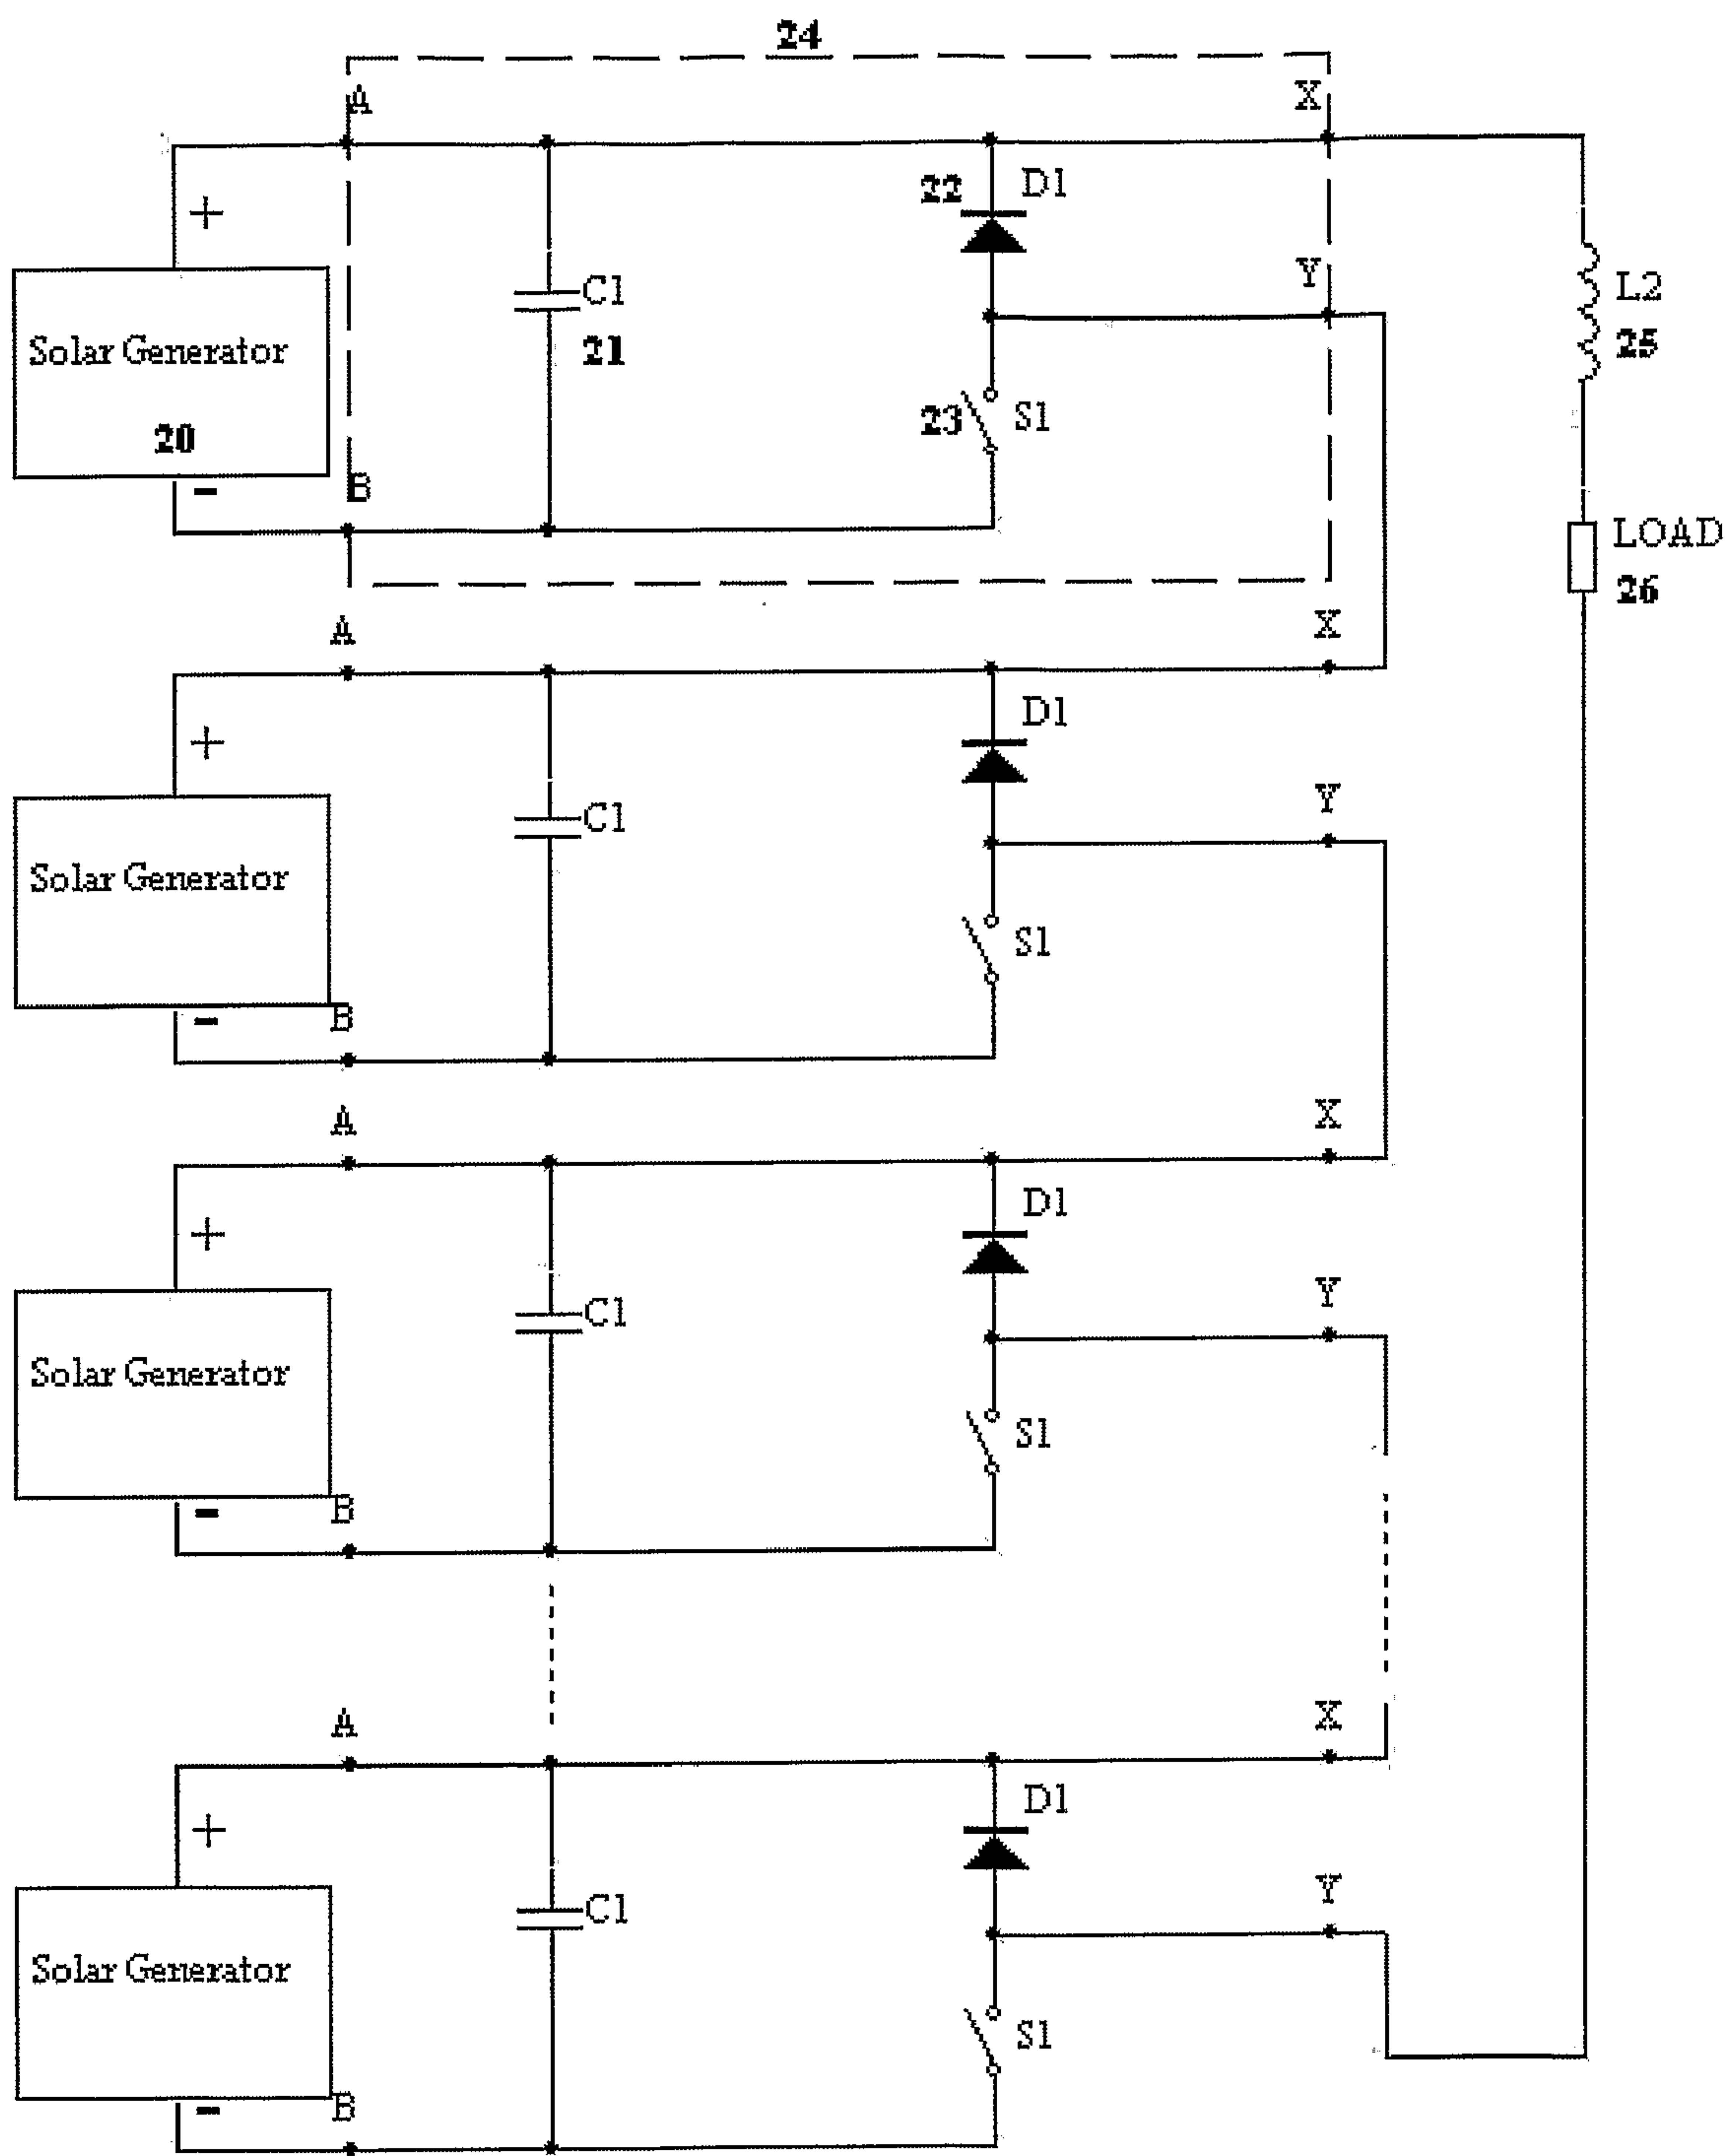 24
A X
+ 22 D1
Y
C1 L2
Solar Generator 21 25
20 23 S1
- B
LOAD
26
A X
+ D1
Y
C1
Solar Generator
S1
- B
A X
+ D1
Y
C1
Solar Generator
S1
- B
A X
+ D1
Y
C1
Solar Generator
S1
- B